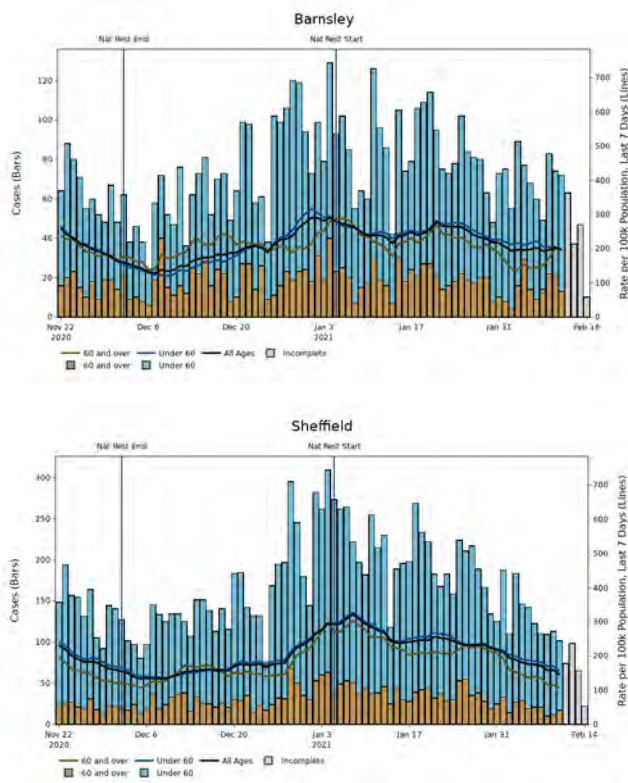 Barnsley
Nat Rest End
Nat Rest Start
Cases (Bars)
Rate per 100k Population, Last 7 Days (Lines)
120
100
80
60
40
20
0
700
600
500
400
300
200
100
0
Nov 22
2020
Dec 6
Dec 20
Jan 3
2021
Jan 17
Jan 31
Feb 14
60 and over
Under 60
All Ages
Incomplete
60 and over
Under 60
Sheffield
Nat Rest End
Nat Rest Start
Cases (Bars)
Rate per 100k Population, Last 7 Days (Lines)
300
250
200
150
100
50
0
700
600
500
400
300
200
100
0
Nov 22
2020
Dec 6
Dec 20
Jan 3
2021
Jan 17
Jan 31
Feb 14
60 and over
Under 60
All Ages
Incomplete
60 and over
Under 60